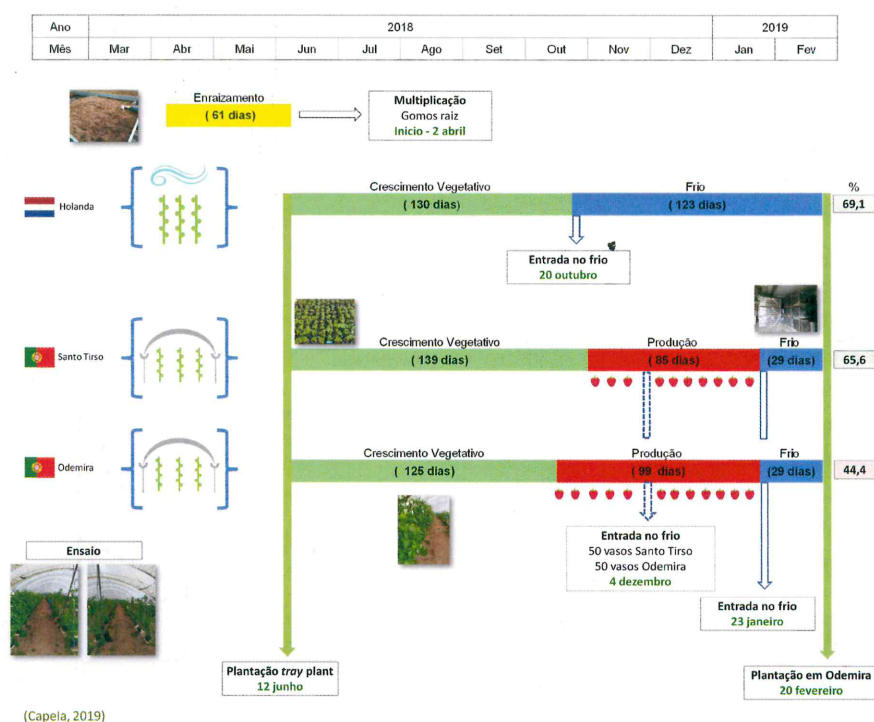 Ano 2018 2019
Mês Mar Abr Mai Jun Jul Ago Set Out Nov Dez Jan Fev
Enraizamento
( 61 dias)
Multiplicação
Gomos raiz
Inicio - 2 abril
Holanda
Crescimento Vegetativo Frio %
( 130 dias) ( 123 dias) 69,1
Entrada no frio
20 outubro
Santo Tirso
Crescimento Vegetativo Produção Frio
( 139 dias) ( 85 dias) (29 dias) 65,6
Odemira
Crescimento Vegetativo Produção Frio
( 125 dias) ( 99 dias) (29 dias) 44,4
Entrada no frio
50 vasos Santo Tirso
50 vasos Odemira
4 dezembro
Ensaio
Entrada no frio
23 janeiro
Plantação tray plant
12 junho
Plantação em Odemira
20 fevereiro
(Capela, 2019)